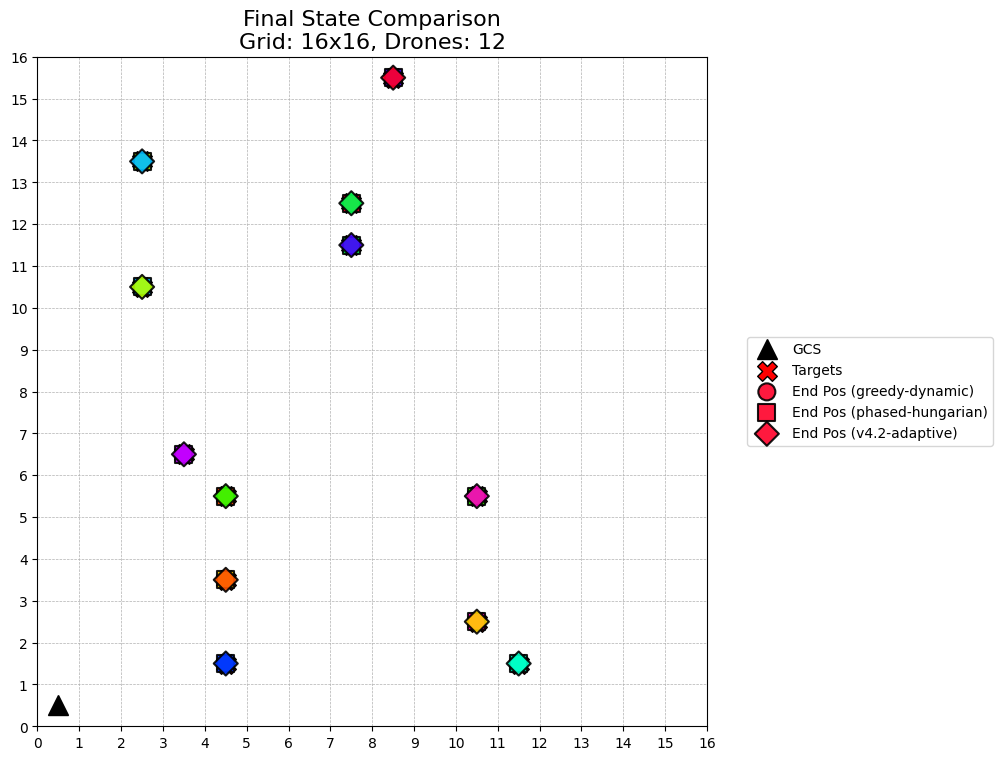 Final State Comparison
Grid: 16x16, Drones: 12
16
15
14
13
12
11
10
9
8
7
6
5
4
3
2
1
0
0 1 2 3 4 5 6 7 8 9 10 11 12 13 14 15 16
GCS
Targets
End Pos (greedy-dynamic)
End Pos (phased-hungarian)
End Pos (v4.2-adaptive)